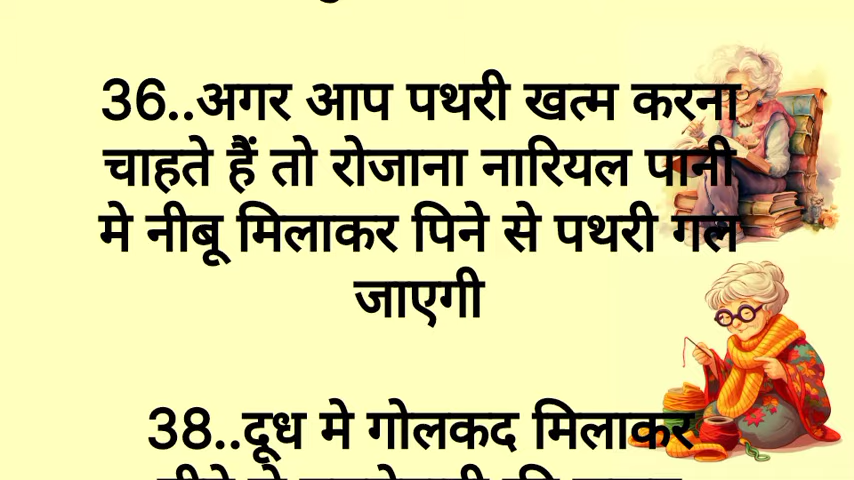 36..अगर आप पथरी खत्म करना
चाहते हैं तो रोजाना नारियल पानी
मे नीबू मिलाकर पिने से पथरी गल
जाएगी
38..दूध मे गोलकद मिलाकर